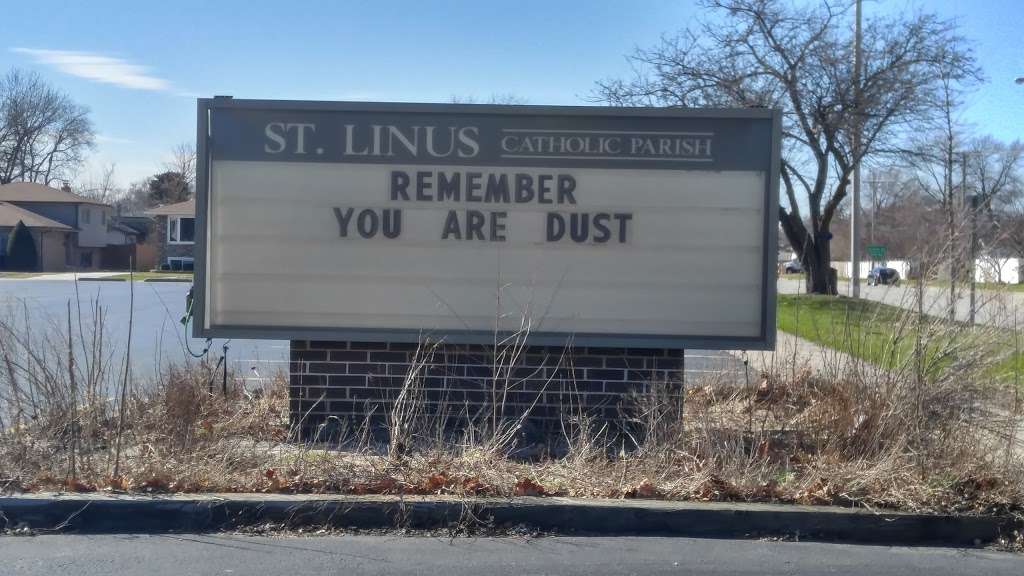 ST. LINUS CATHOLIC PARISH
REMEMBER
YOU ARE DUST